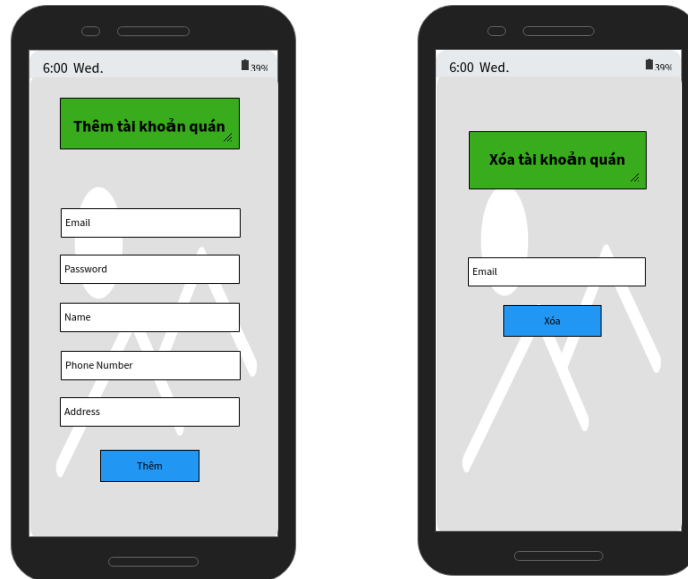 6:00 Wed.
39%
Thêm tài khoản quán
Email
Password
Name
Phone Number
Address
Thêm
6:00 Wed.
39%
Xóa tài khoản quán
Email
Xóa